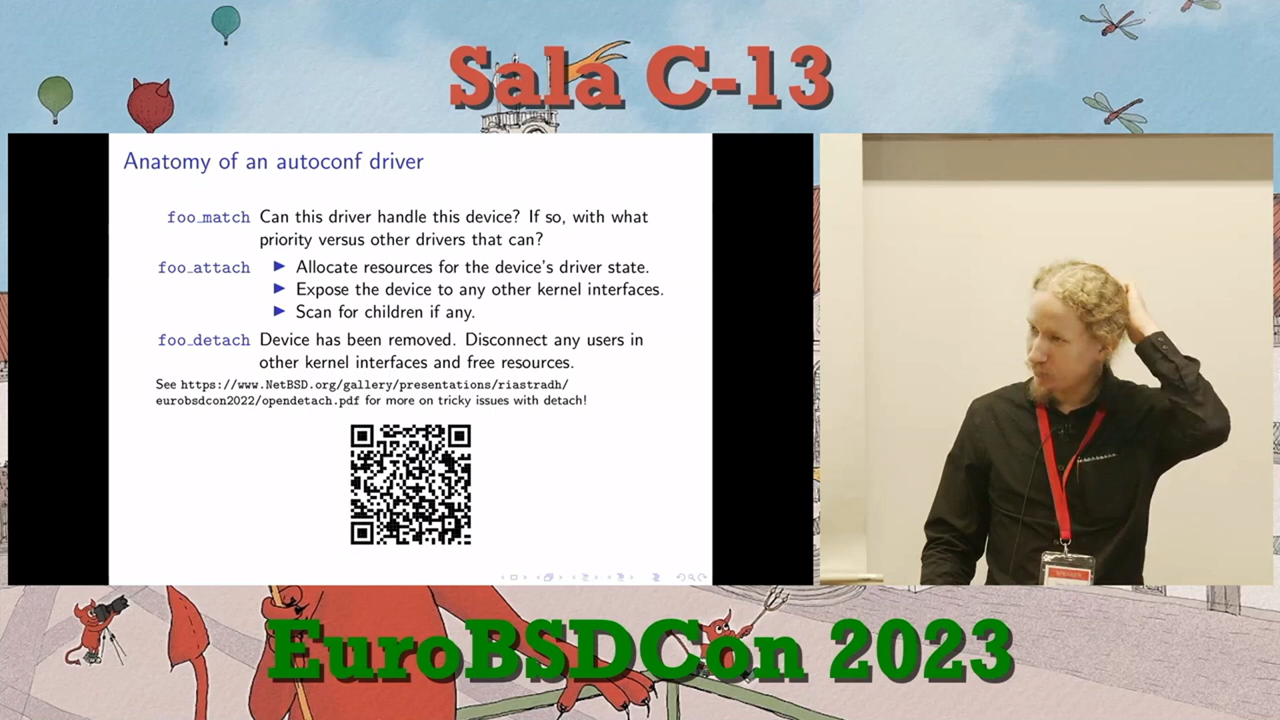 Sala C-13
Anatomy of an autoconf driver
foo_match Can this driver handle this device? If so, with what
priority versus other drivers that can?
foo_attach ▶ Allocate resources for the device's driver state.
▶ Expose the device to any other kernel interfaces.
▶ Scan for children if any.
foo_detach Device has been removed. Disconnect any users in
other kernel interfaces and free resources.
See https://www.NetBSD.org/gallery/presentations/riastradh/
eurobsdcon2022/opendetach.pdf for more on tricky issues with detach!
SPEAKER
EuroBSDCon 2023